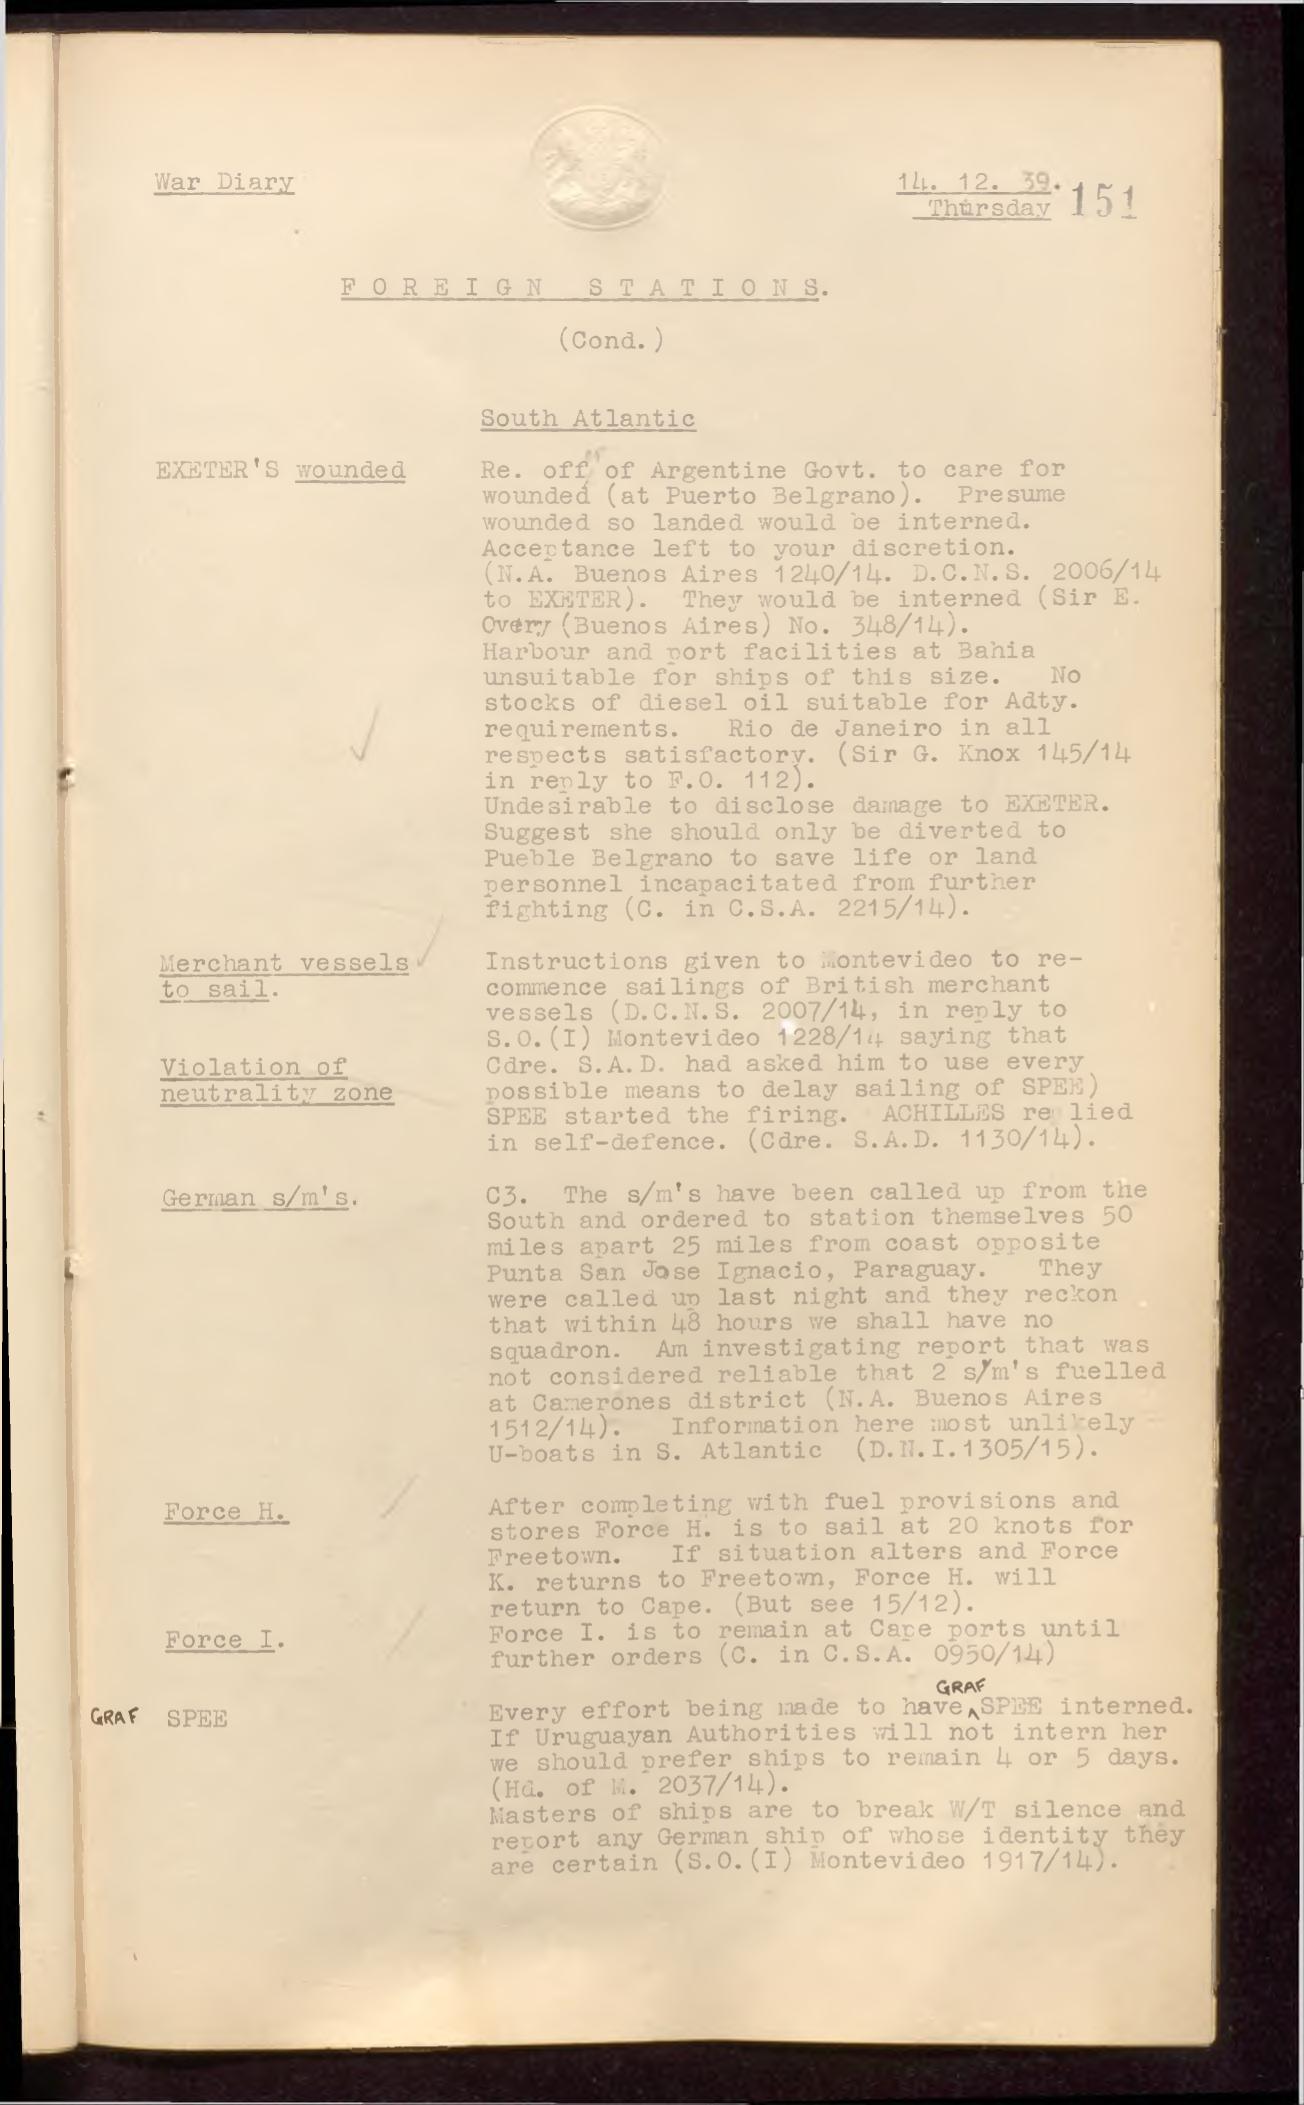 War Diary
14. 12. 39.
Thursday
151
FOREIGN STATIONS.
(Cond.)
South Atlantic
EXETER'S wounded
Re. offer of Argentine Govt. to care for
wounded (at Puerto Belgrano). Presume
wounded so landed would be interned.
Acceptance left to your discretion.
(N.A. Buenos Aires 1240/14. D.C.N.S. 2006/14
to EXETER). They would be interned (Sir E.
Overy (Buenos Aires) No. 348/14).
Harbour and port facilities at Bahia
unsuitable for ships of this size. No
stocks of diesel oil suitable for Adty.
requirements. Rio de Janeiro in all
respects satisfactory. (Sir G. Knox 145/14
in reply to F.O. 112).
Undesirable to disclose damage to EXETER.
Suggest she should only be diverted to
Pueble Belgrano to save life or land
personnel incapacitated from further
fighting (C. in C.S.A. 2215/14).
Merchant vessels
to sail.
Instructions given to Montevideo to re-
commence sailings of British merchant
vessels (D.C.N.S. 2007/14, in reply to
S.O.(I) Montevideo 1228/14 saying that
Violation of
neutrality zone
Cdre. S.A.D. had asked him to use every
possible means to delay sailing of SPEE)
SPEE started the firing. ACHILLES re lied
in self-defence. (Cdre. S.A.D. 1130/14).
German s/m's.
C3. The s/m's have been called up from the
South and ordered to station themselves 50
miles apart 25 miles from coast opposite
Punta San Jose Ignacio, Paraguay. They
were called up last night and they reckon
that within 48 hours we shall have no
squadron. Am investigating report that was
not considered reliable that 2 s/m's fuelled
at Camerones district (N.A. Buenos Aires
1512/14). Information here most unlikely
U-boats in S. Atlantic (D.N.I.1305/15).
Force H.
After completing with fuel provisions and
stores Force H. is to sail at 20 knots for
Freetown. If situation alters and Force
K. returns to Freetown, Force H. will
return to Cape. (But see 15/12).
Force I.
Force I. is to remain at Cape ports until
further orders (C. in C.S.A. 0950/14)
GRAF SPEE
Every effort being made to have GRAF SPEE interned.
If Uruguayan Authorities will not intern her
we should prefer ships to remain 4 or 5 days.
(Hd. of M. 2037/14).
Masters of ships are to break W/T silence and
report any German ship of whose identity they
are certain (S.O.(I) Montevideo 1917/14).